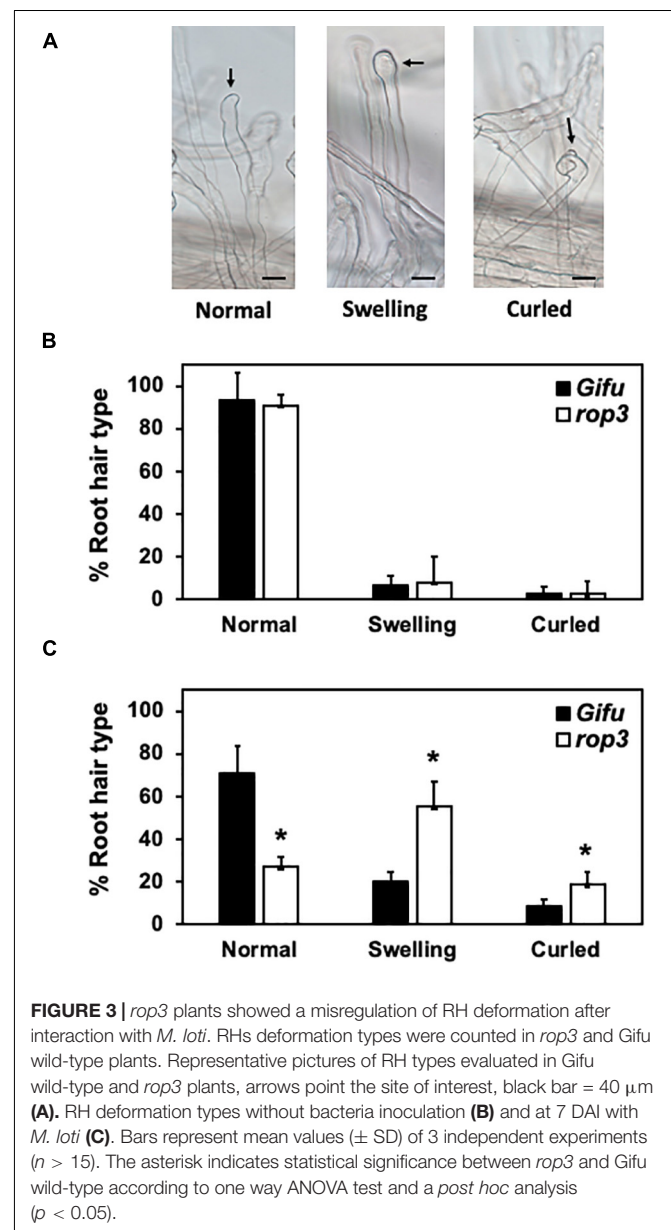 A
Normal Swelling Curled
B
100
80
60
40
20
0
% Root hair type
Gifu
rop3
Normal Swelling Curled
C
100
80
60
40
20
0
% Root hair type
Gifu
rop3
*
*
*
Normal Swelling Curled
FIGURE 3 | rop3 plants showed a misregulation of RH deformation after
interaction with M. loti. RHs deformation types were counted in rop3 and Gifu
wild-type plants. Representative pictures of RH types evaluated in Gifu
wild-type and rop3 plants, arrows point the site of interest, black bar = 40 μm
(A). RH deformation types without bacteria inoculation (B) and at 7 DAI with
M. loti (C). Bars represent mean values (± SD) of 3 independent experiments
(n > 15). The asterisk indicates statistical significance between rop3 and Gifu
wild-type according to one way ANOVA test and a post hoc analysis
(p < 0.05).